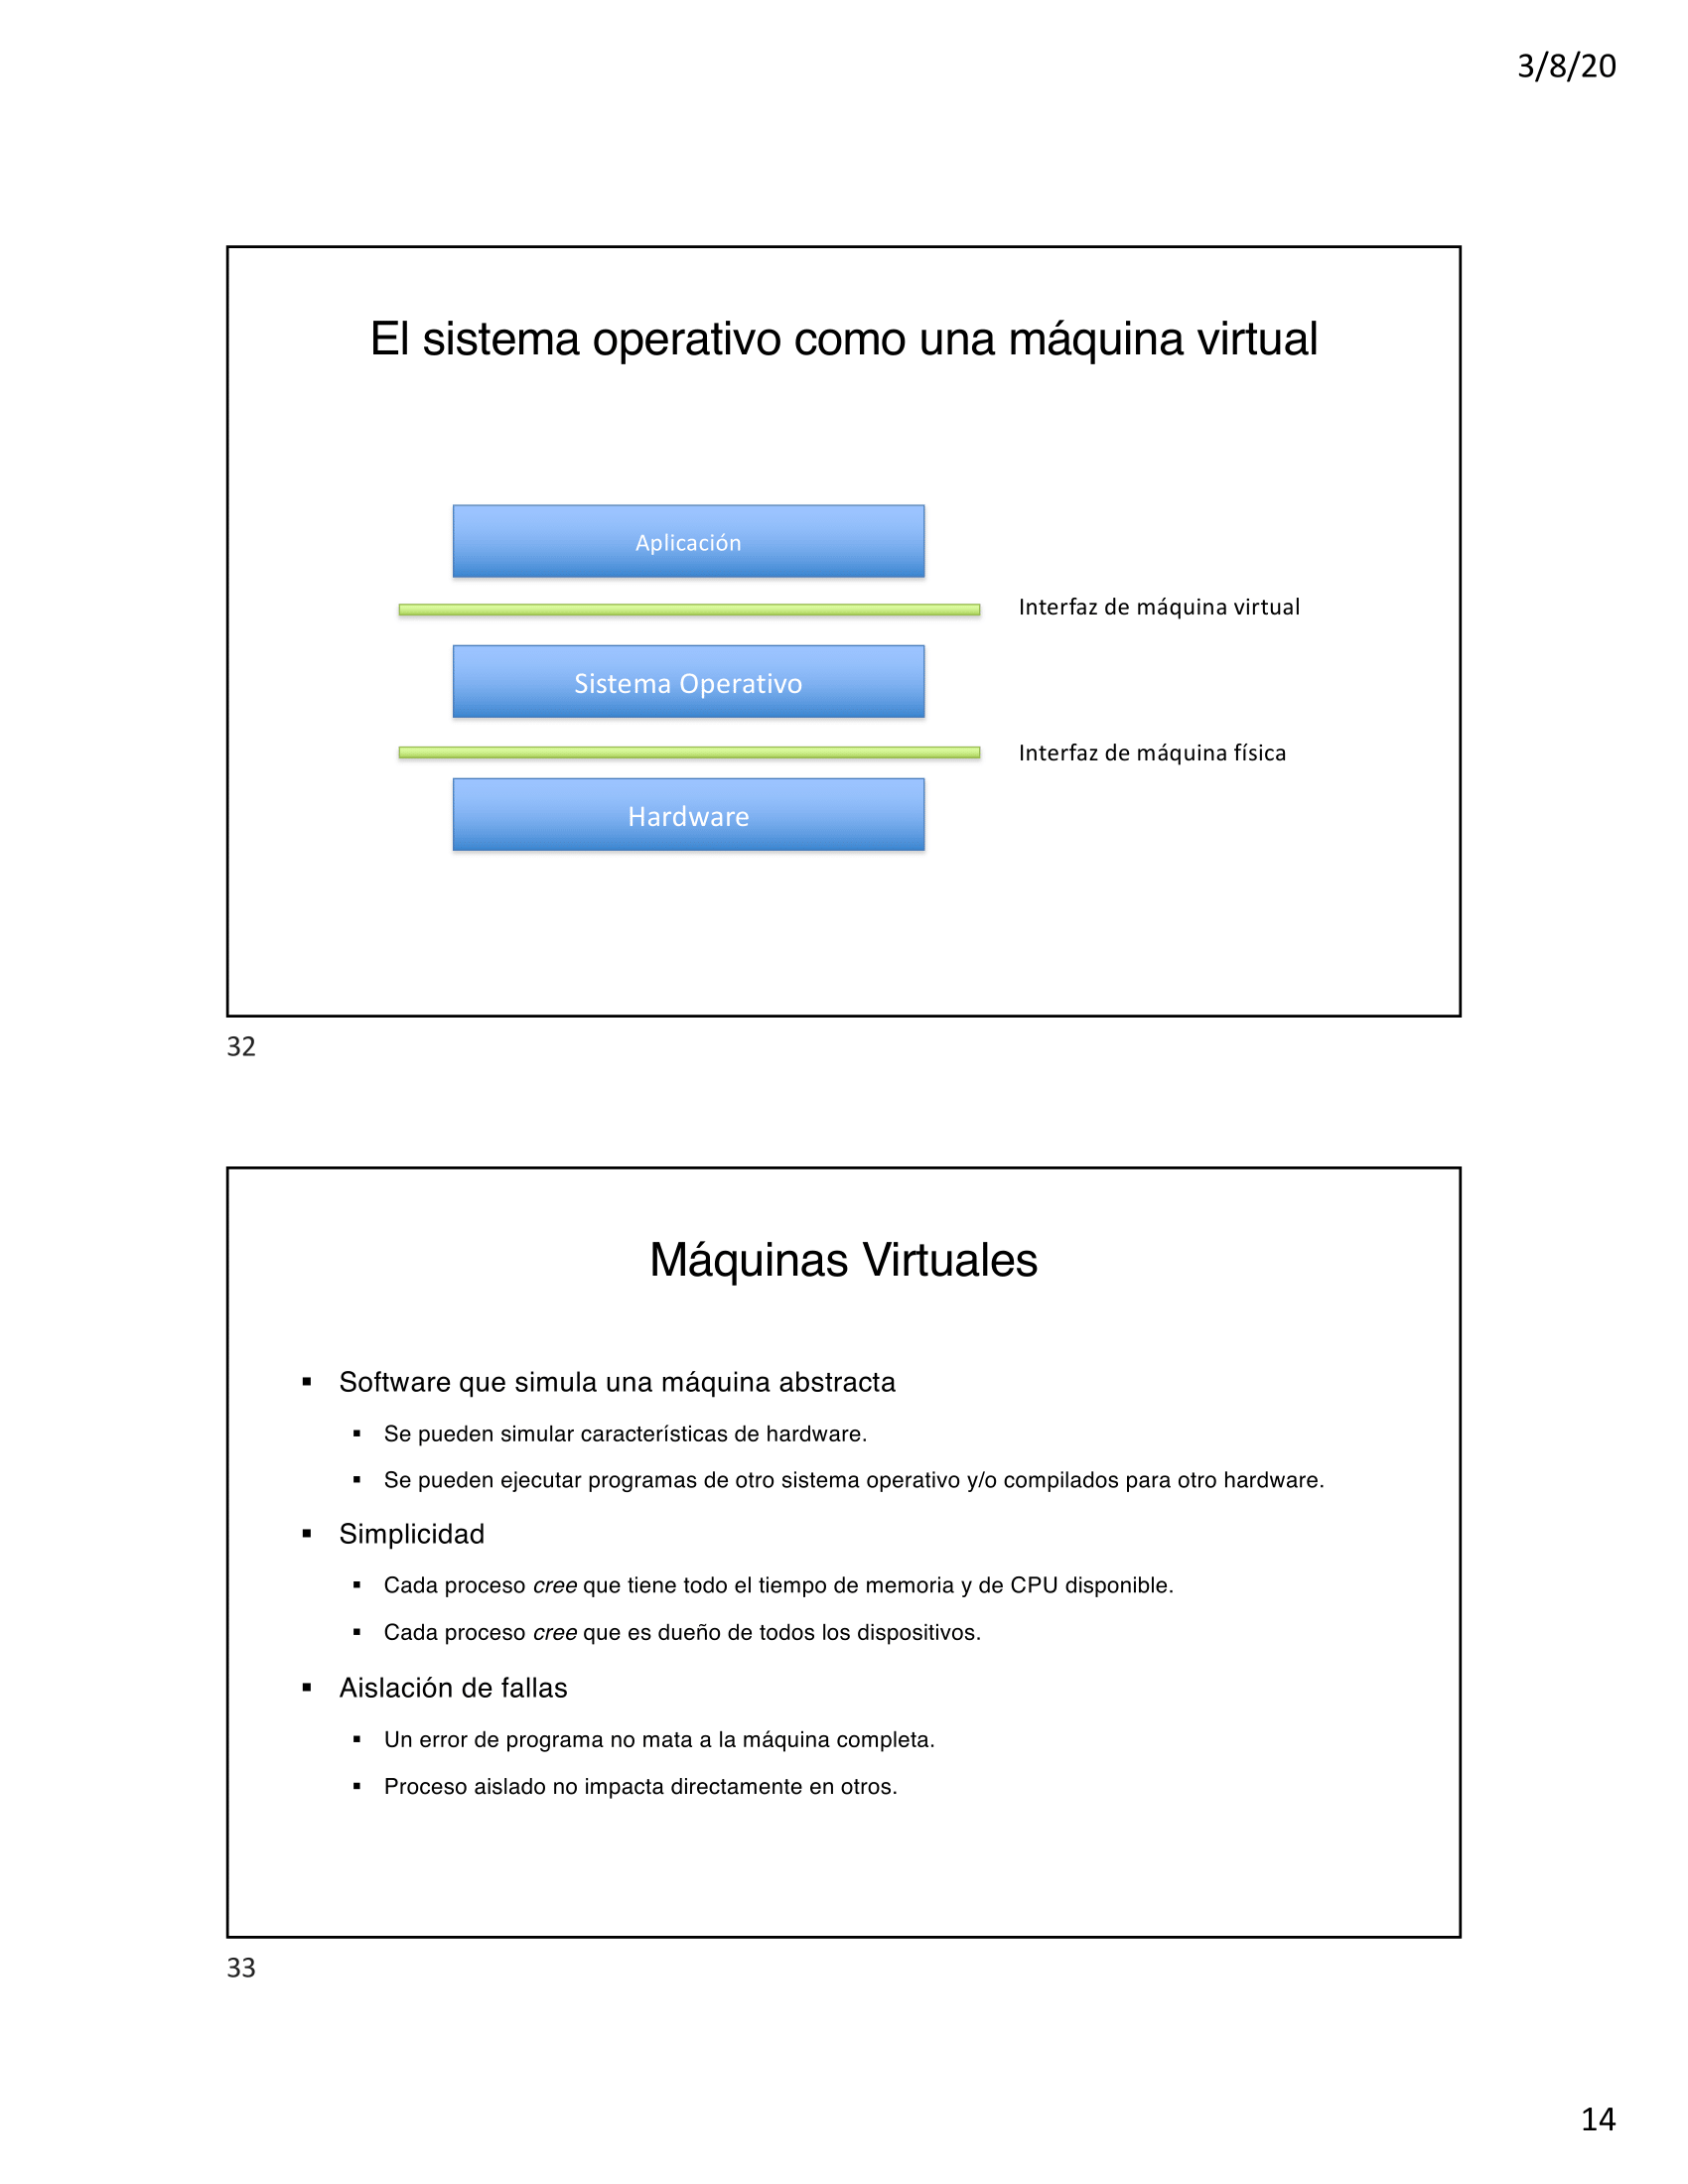 3/8/20
El sistema operativo como una máquina virtual
Aplicación
Interfaz de máquina virtual
Sistema Operativo
Interfaz de máquina física
Hardware
32
Máquinas Virtuales
▪ Software que simula una máquina abstracta
▪ Se pueden simular características de hardware.
▪ Se pueden ejecutar programas de otro sistema operativo y/o compilados para otro hardware.
▪ Simplicidad
▪ Cada proceso cree que tiene todo el tiempo de memoria y de CPU disponible.
▪ Cada proceso cree que es dueño de todos los dispositivos.
▪ Aislación de fallas
▪ Un error de programa no mata a la máquina completa.
▪ Proceso aislado no impacta directamente en otros.
33
14